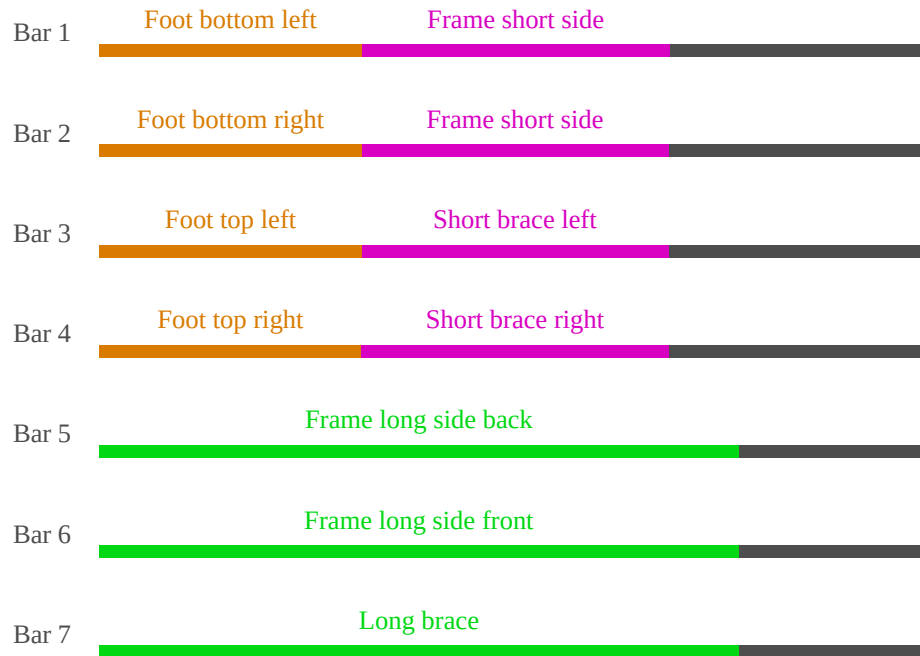 Foot bottom left Frame short side
Bar 1
Foot bottom right Frame short side
Bar 2
Foot top left Short brace left
Bar 3
Foot top right Short brace right
Bar 4
Frame long side back
Bar 5
Frame long side front
Bar 6
Long brace
Bar 7